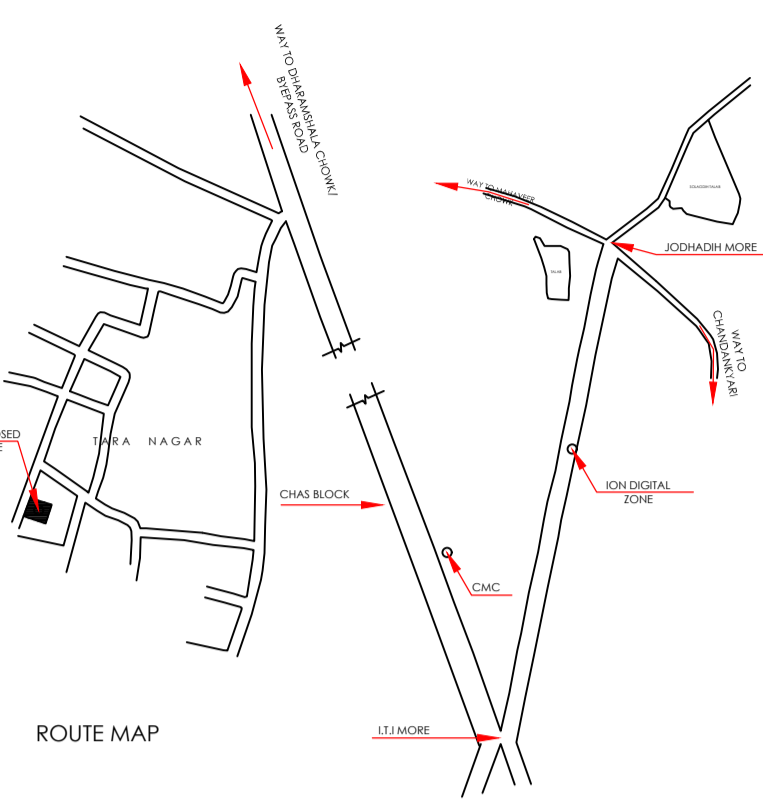 WAY TO DHARAMSHALA CHOWK/
BYEPASS ROAD
WAY TO MAHAVEER
CHOWK
JODHADIH MORE
TALAB
WAY TO
CHANDANKYARI
TARA NAGAR
CHAS BLOCK
ION DIGITAL
ZONE
CMC
I.T.I MORE
ROUTE MAP